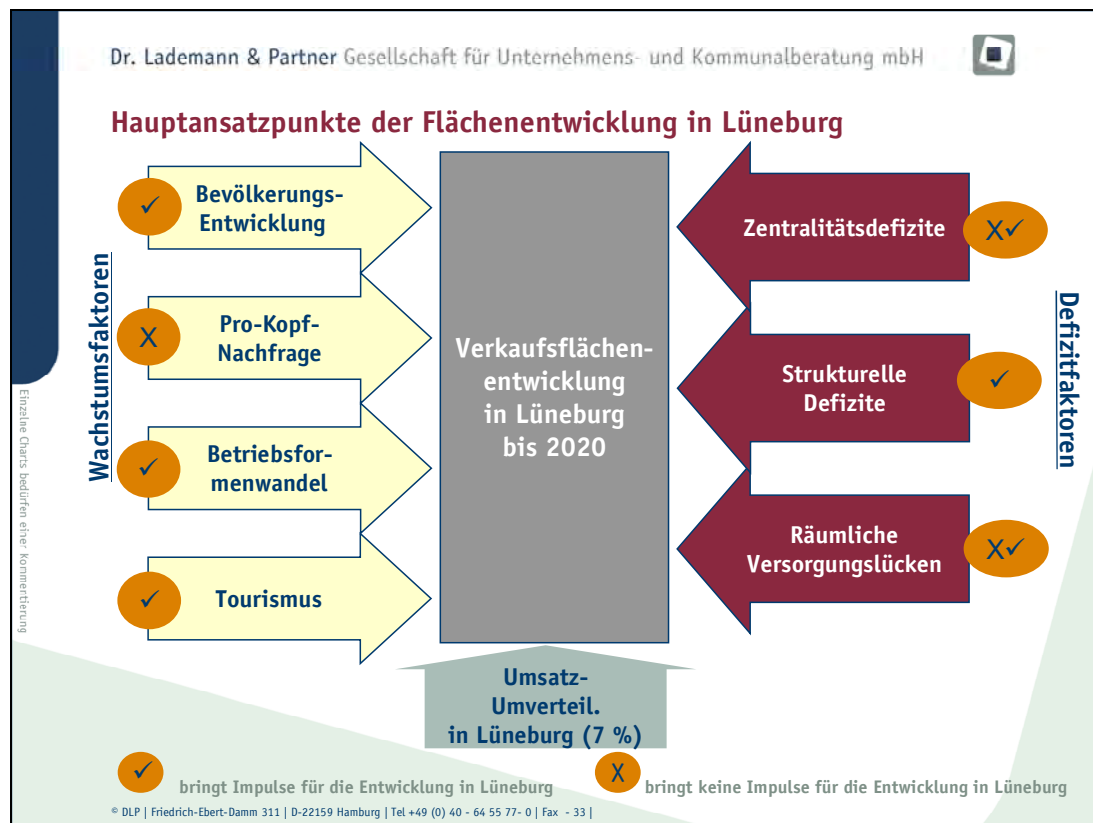 Dr. Lademann & Partner Gesellschaft für Unternehmens- und Kommunalberatung mbH
Hauptansatzpunkte der Flächenentwicklung in Lüneburg
Wachstumsfaktoren
✓
Bevölkerungs-
Entwicklung
X
Pro-Kopf-
Nachfrage
✓
Betriebsfor-
menwandel
✓
Tourismus
Verkaufsflächen-
entwicklung
in Lüneburg
bis 2020
Zentralitätsdefizite
X✓
Strukturelle
Defizite
✓
Räumliche
Versorgungslücken
X✓
Defizitfaktoren
Umsatz-
Umverteil.
in Lüneburg (7 %)
✓ bringt Impulse für die Entwicklung in Lüneburg
X bringt keine Impulse für die Entwicklung in Lüneburg
Einzelne Charts bedürfen einer Kommentierung
© DLP | Friedrich-Ebert-Damm 311 | D-22159 Hamburg | Tel +49 (0) 40 - 64 55 77- 0 | Fax - 33 |